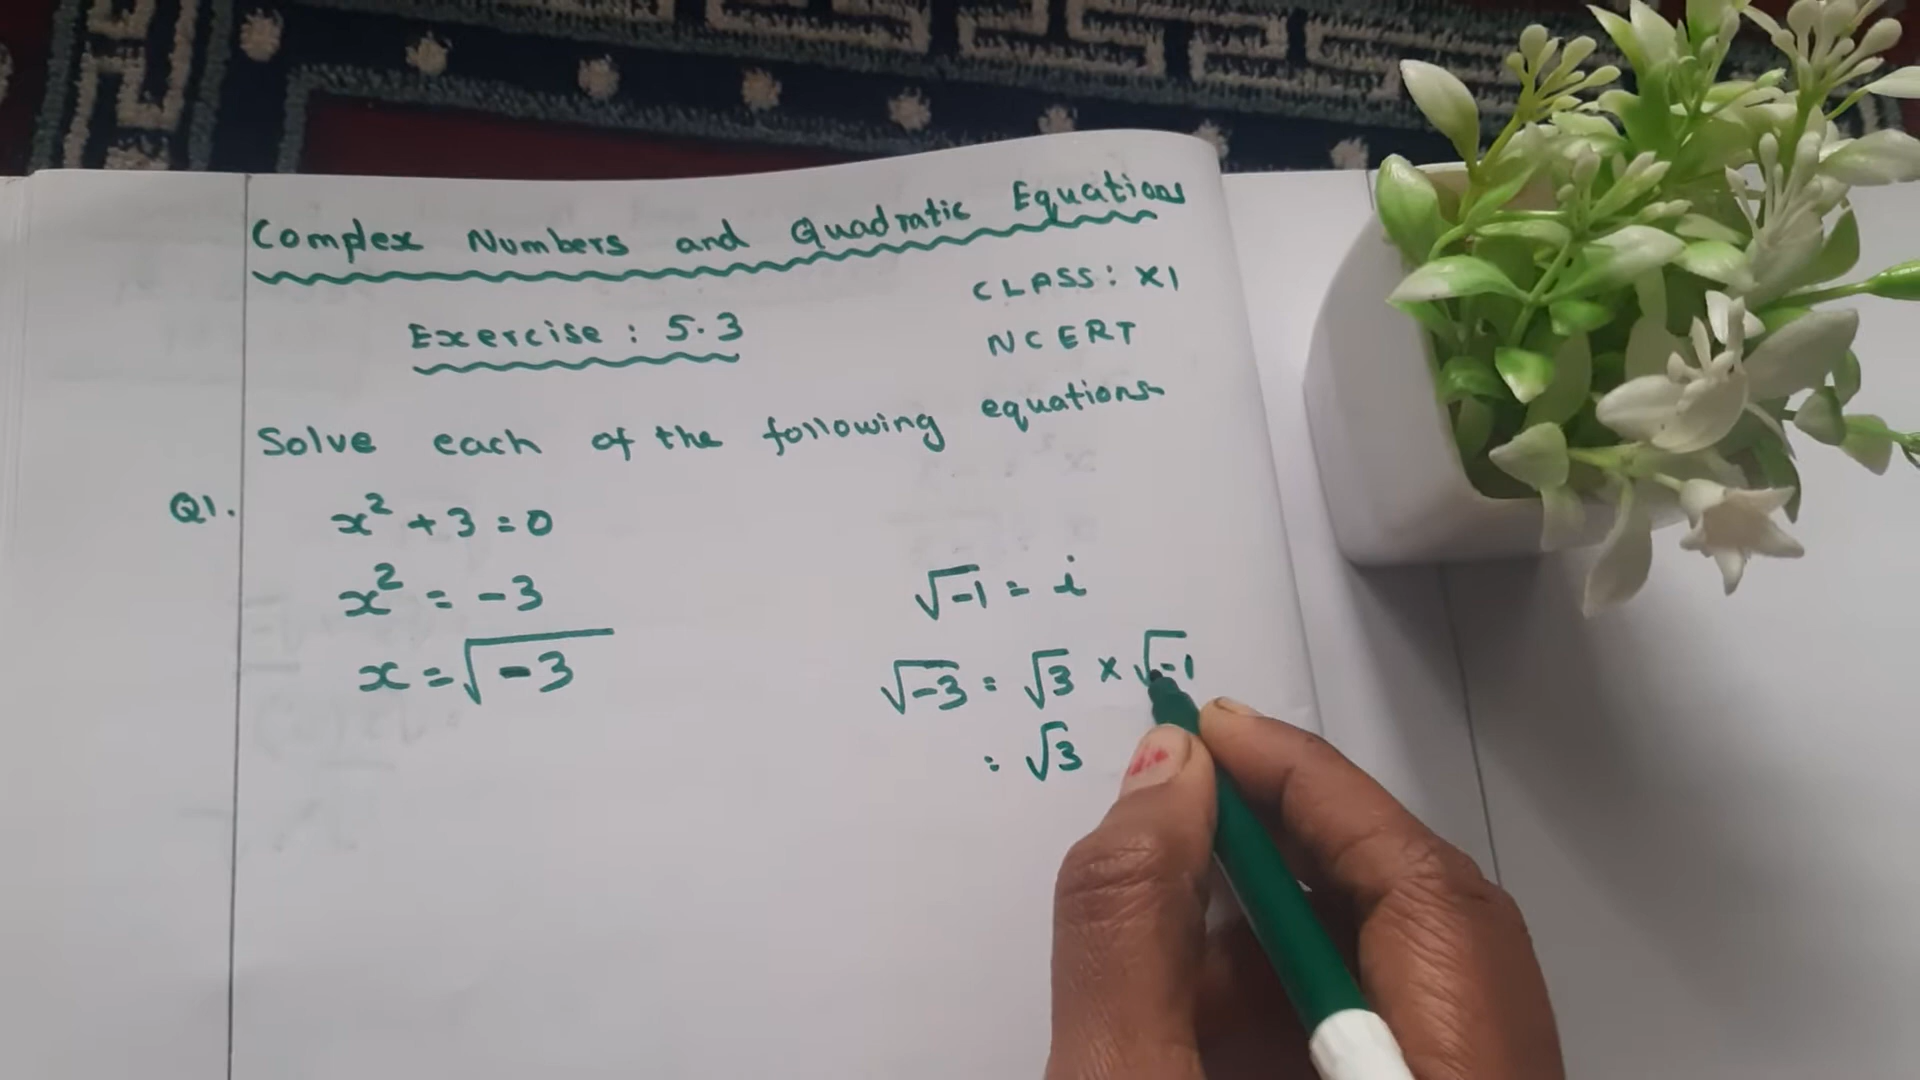 Complex Numbers and Quadratic Equations
CLASS: XI
Exercise : 5.3
NCERT
Solve each of the following equations
Q1. x² + 3 = 0
x² = -3
x = √-3
√-1 = i
√-3 = √3 × √-1
= √3